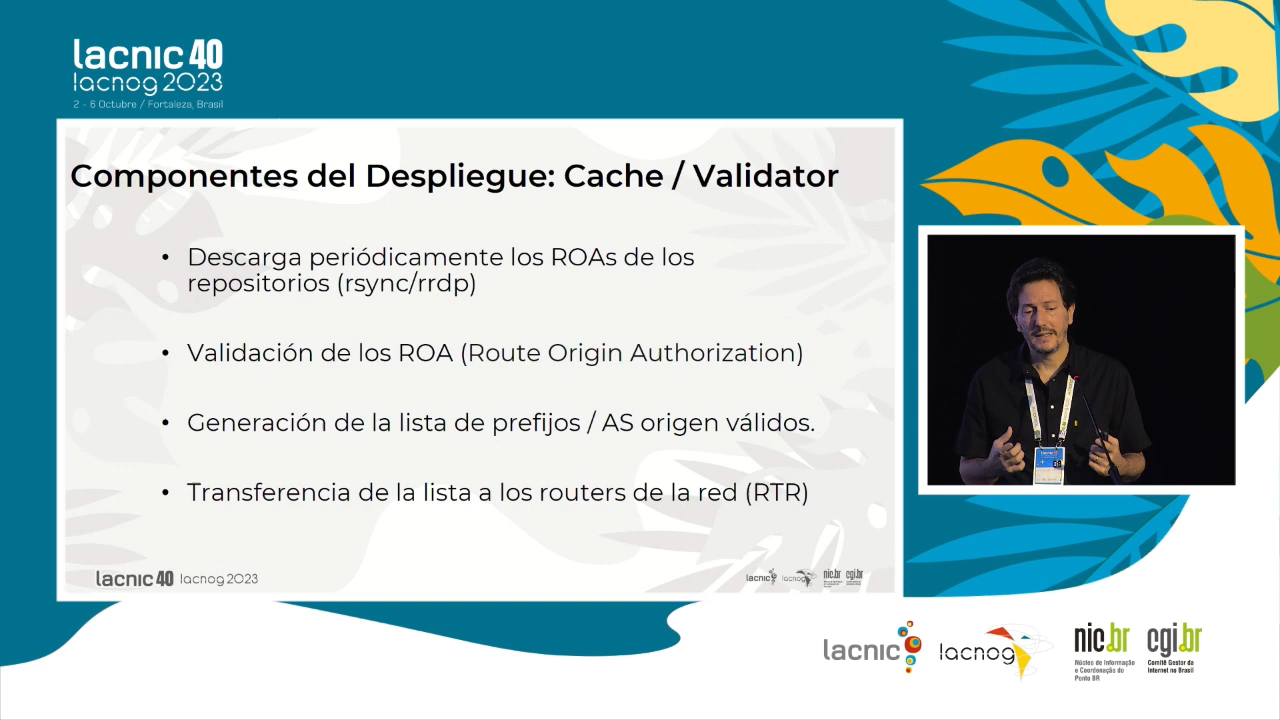 lacnic 40
lacnog 2023
2 - 6 Octubre / Fortaleza, Brasil
Componentes del Despliegue: Cache / Validator
• Descarga periódicamente los ROAs de los
repositorios (rsync/rrdp)
• Validación de los ROA (Route Origin Authorization)
• Generación de la lista de prefijos / AS origen válidos.
• Transferencia de la lista a los routers de la red (RTR)
lacnic 40 lacnog 2023
lacnic lacnog nic.br cgi.br
lacnic lacnog nic.br cgi.br
Núcleo de Informação
e Coordenação do
Ponto BR
Comitê Gestor da
Internet no Brasil